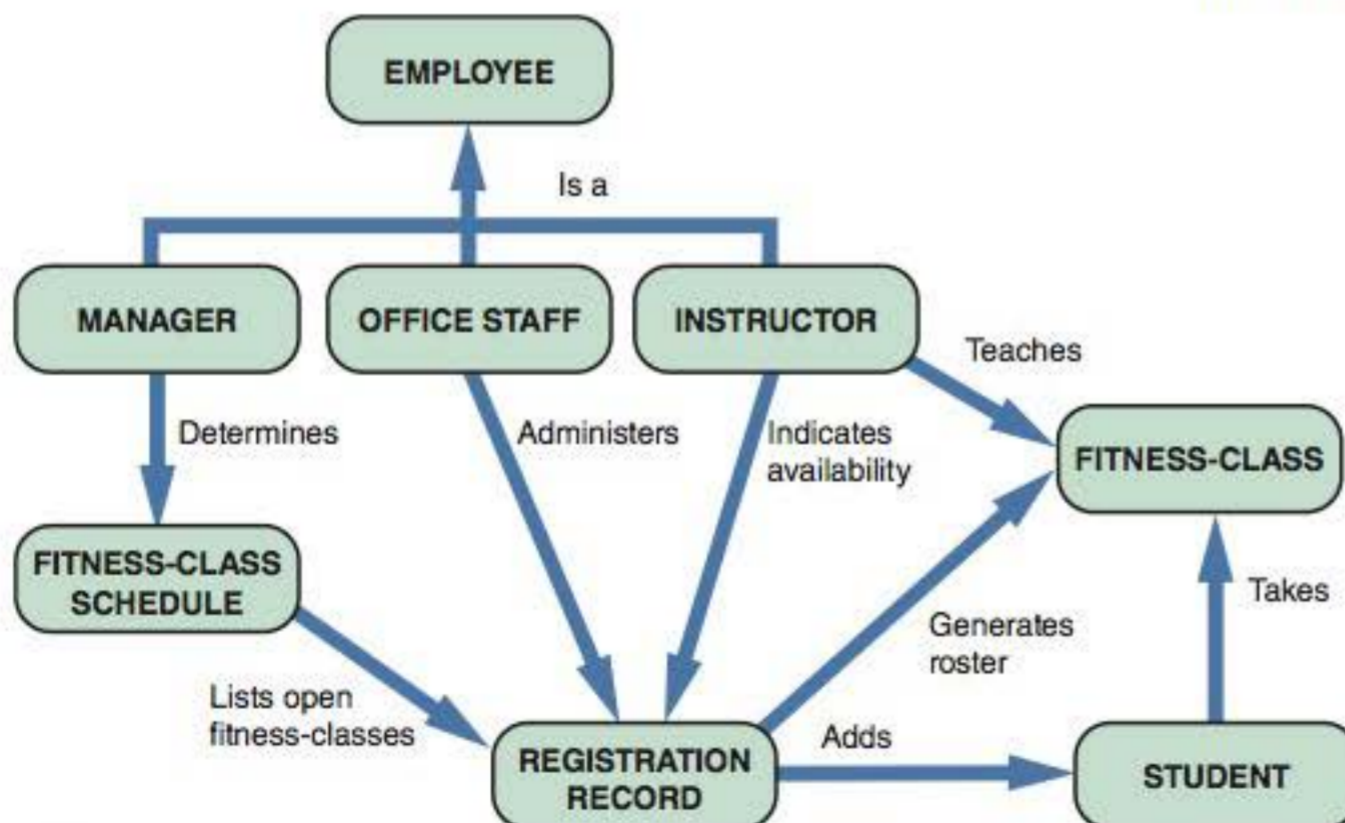 EMPLOYEE
Is a
MANAGER
OFFICE STAFF
INSTRUCTOR
Teaches
Determines
Administers
Indicates
availability
FITNESS-CLASS
FITNESS-CLASS
SCHEDULE
Takes
Generates
roster
Lists open
fitness-classes
Adds
REGISTRATION
RECORD
STUDENT